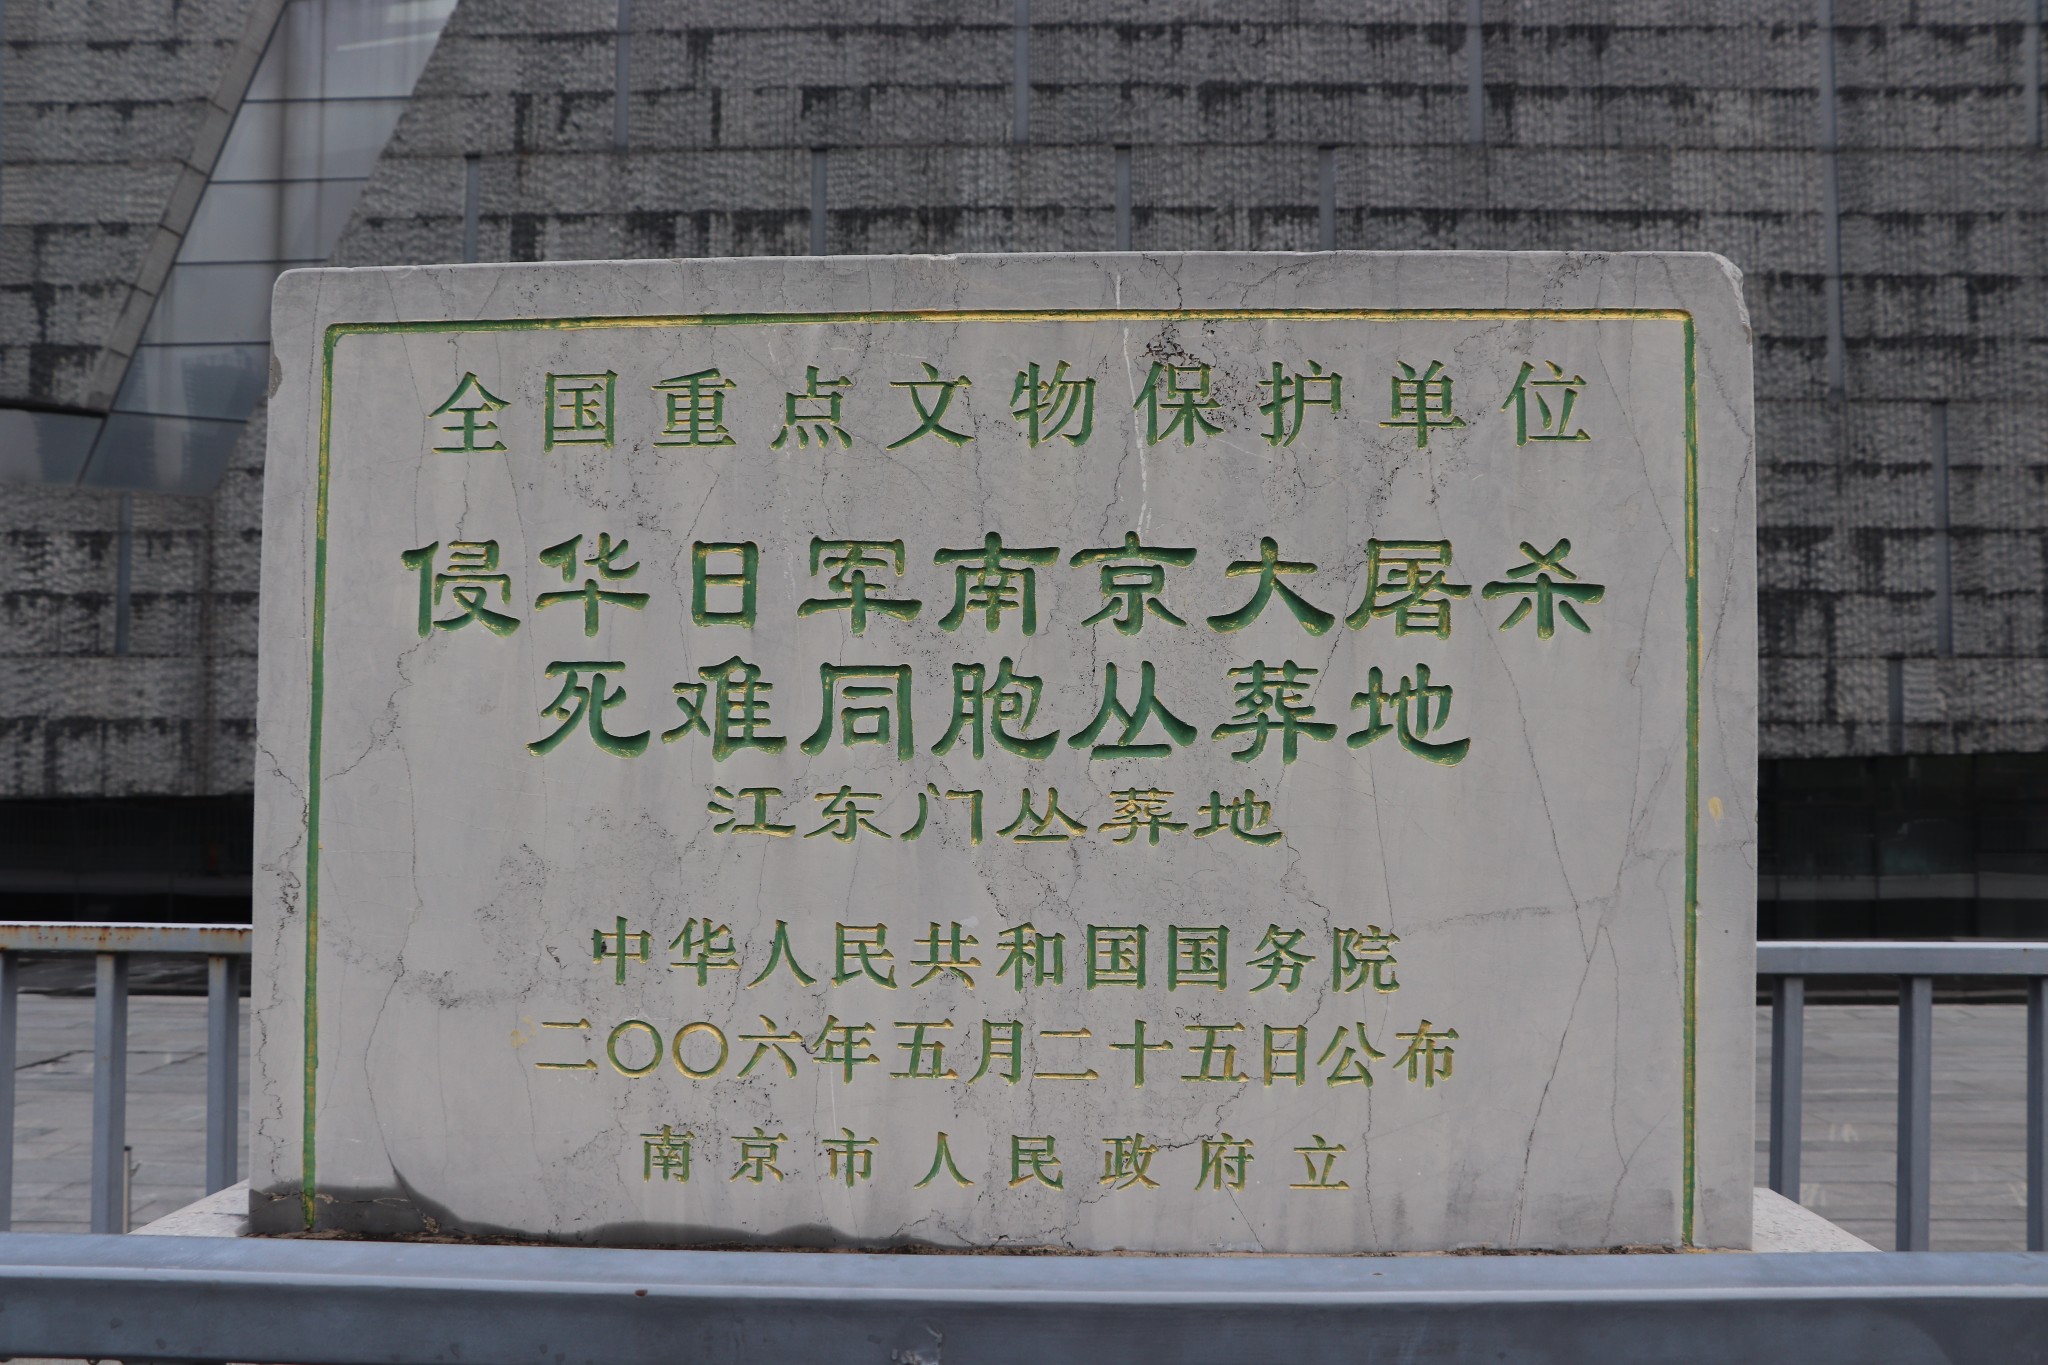 全国重点文物保护单位
侵华日军南京大屠杀
死难同胞丛葬地
江东门丛葬地
中华人民共和国国务院
二〇〇六年五月二十五日公布
南京市人民政府立